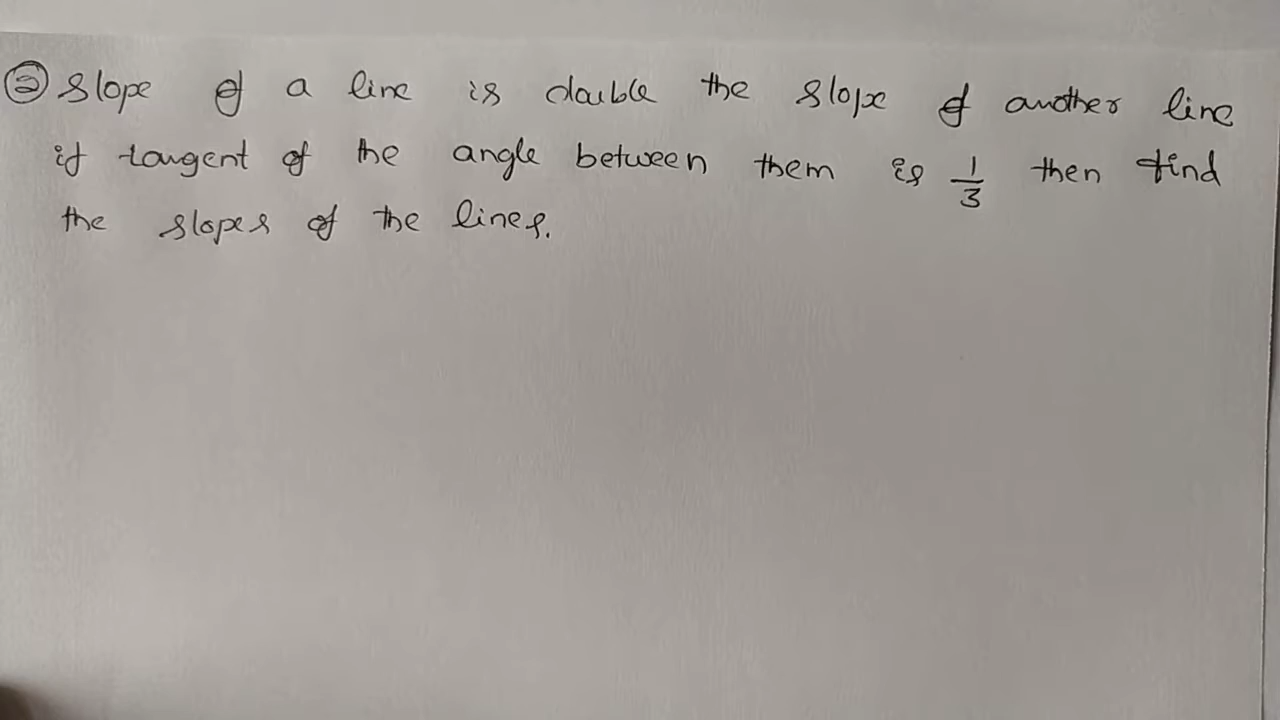 ② Slope of a line is double the slope of another line
if tangent of the angle between them is 1/3 then find
the slopes of the lines.